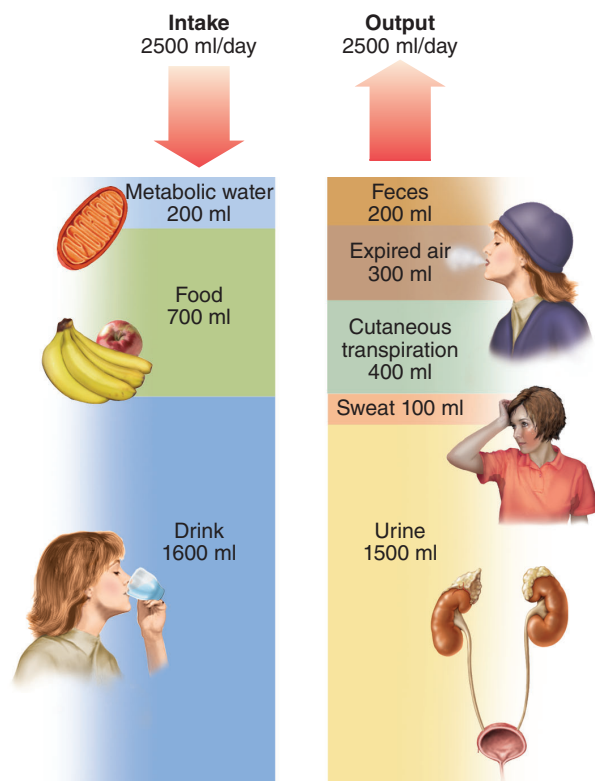 Intake
2500 ml/day
Output
2500 ml/day
Metabolic water
200 ml
Food
700 ml
Drink
1600 ml
Feces
200 ml
Expired air
300 ml
Cutaneous
transpiration
400 ml
Sweat 100 ml
Urine
1500 ml